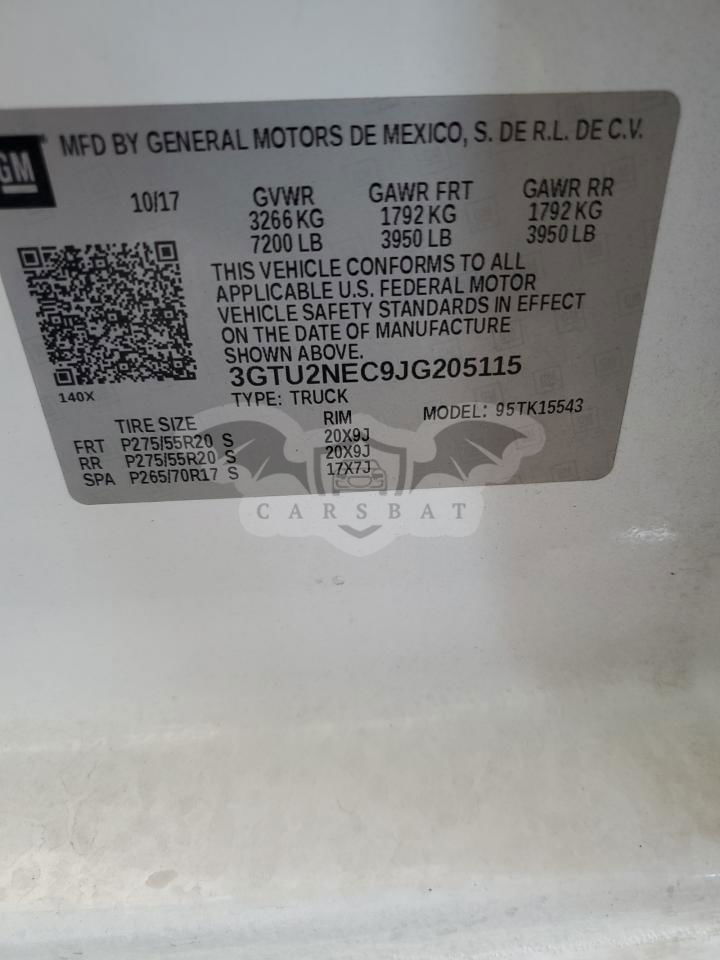 GM
MFD BY GENERAL MOTORS DE MEXICO, S. DE R.L. DE C.V.
10/17 GVWR GAWR FRT GAWR RR
3266 KG 1792 KG 1792 KG
7200 LB 3950 LB 3950 LB
THIS VEHICLE CONFORMS TO ALL
APPLICABLE U.S. FEDERAL MOTOR
VEHICLE SAFETY STANDARDS IN EFFECT
ON THE DATE OF MANUFACTURE
SHOWN ABOVE.
3GTU2NEC9JG205115
140X
TYPE: TRUCK
MODEL: 95TK15543
TIRE SIZE RIM
FRT P275/55R20 S 20X9J
RR P275/55R20 S 20X9J
SPA P265/70R17 S 17X7J
CARSBAT